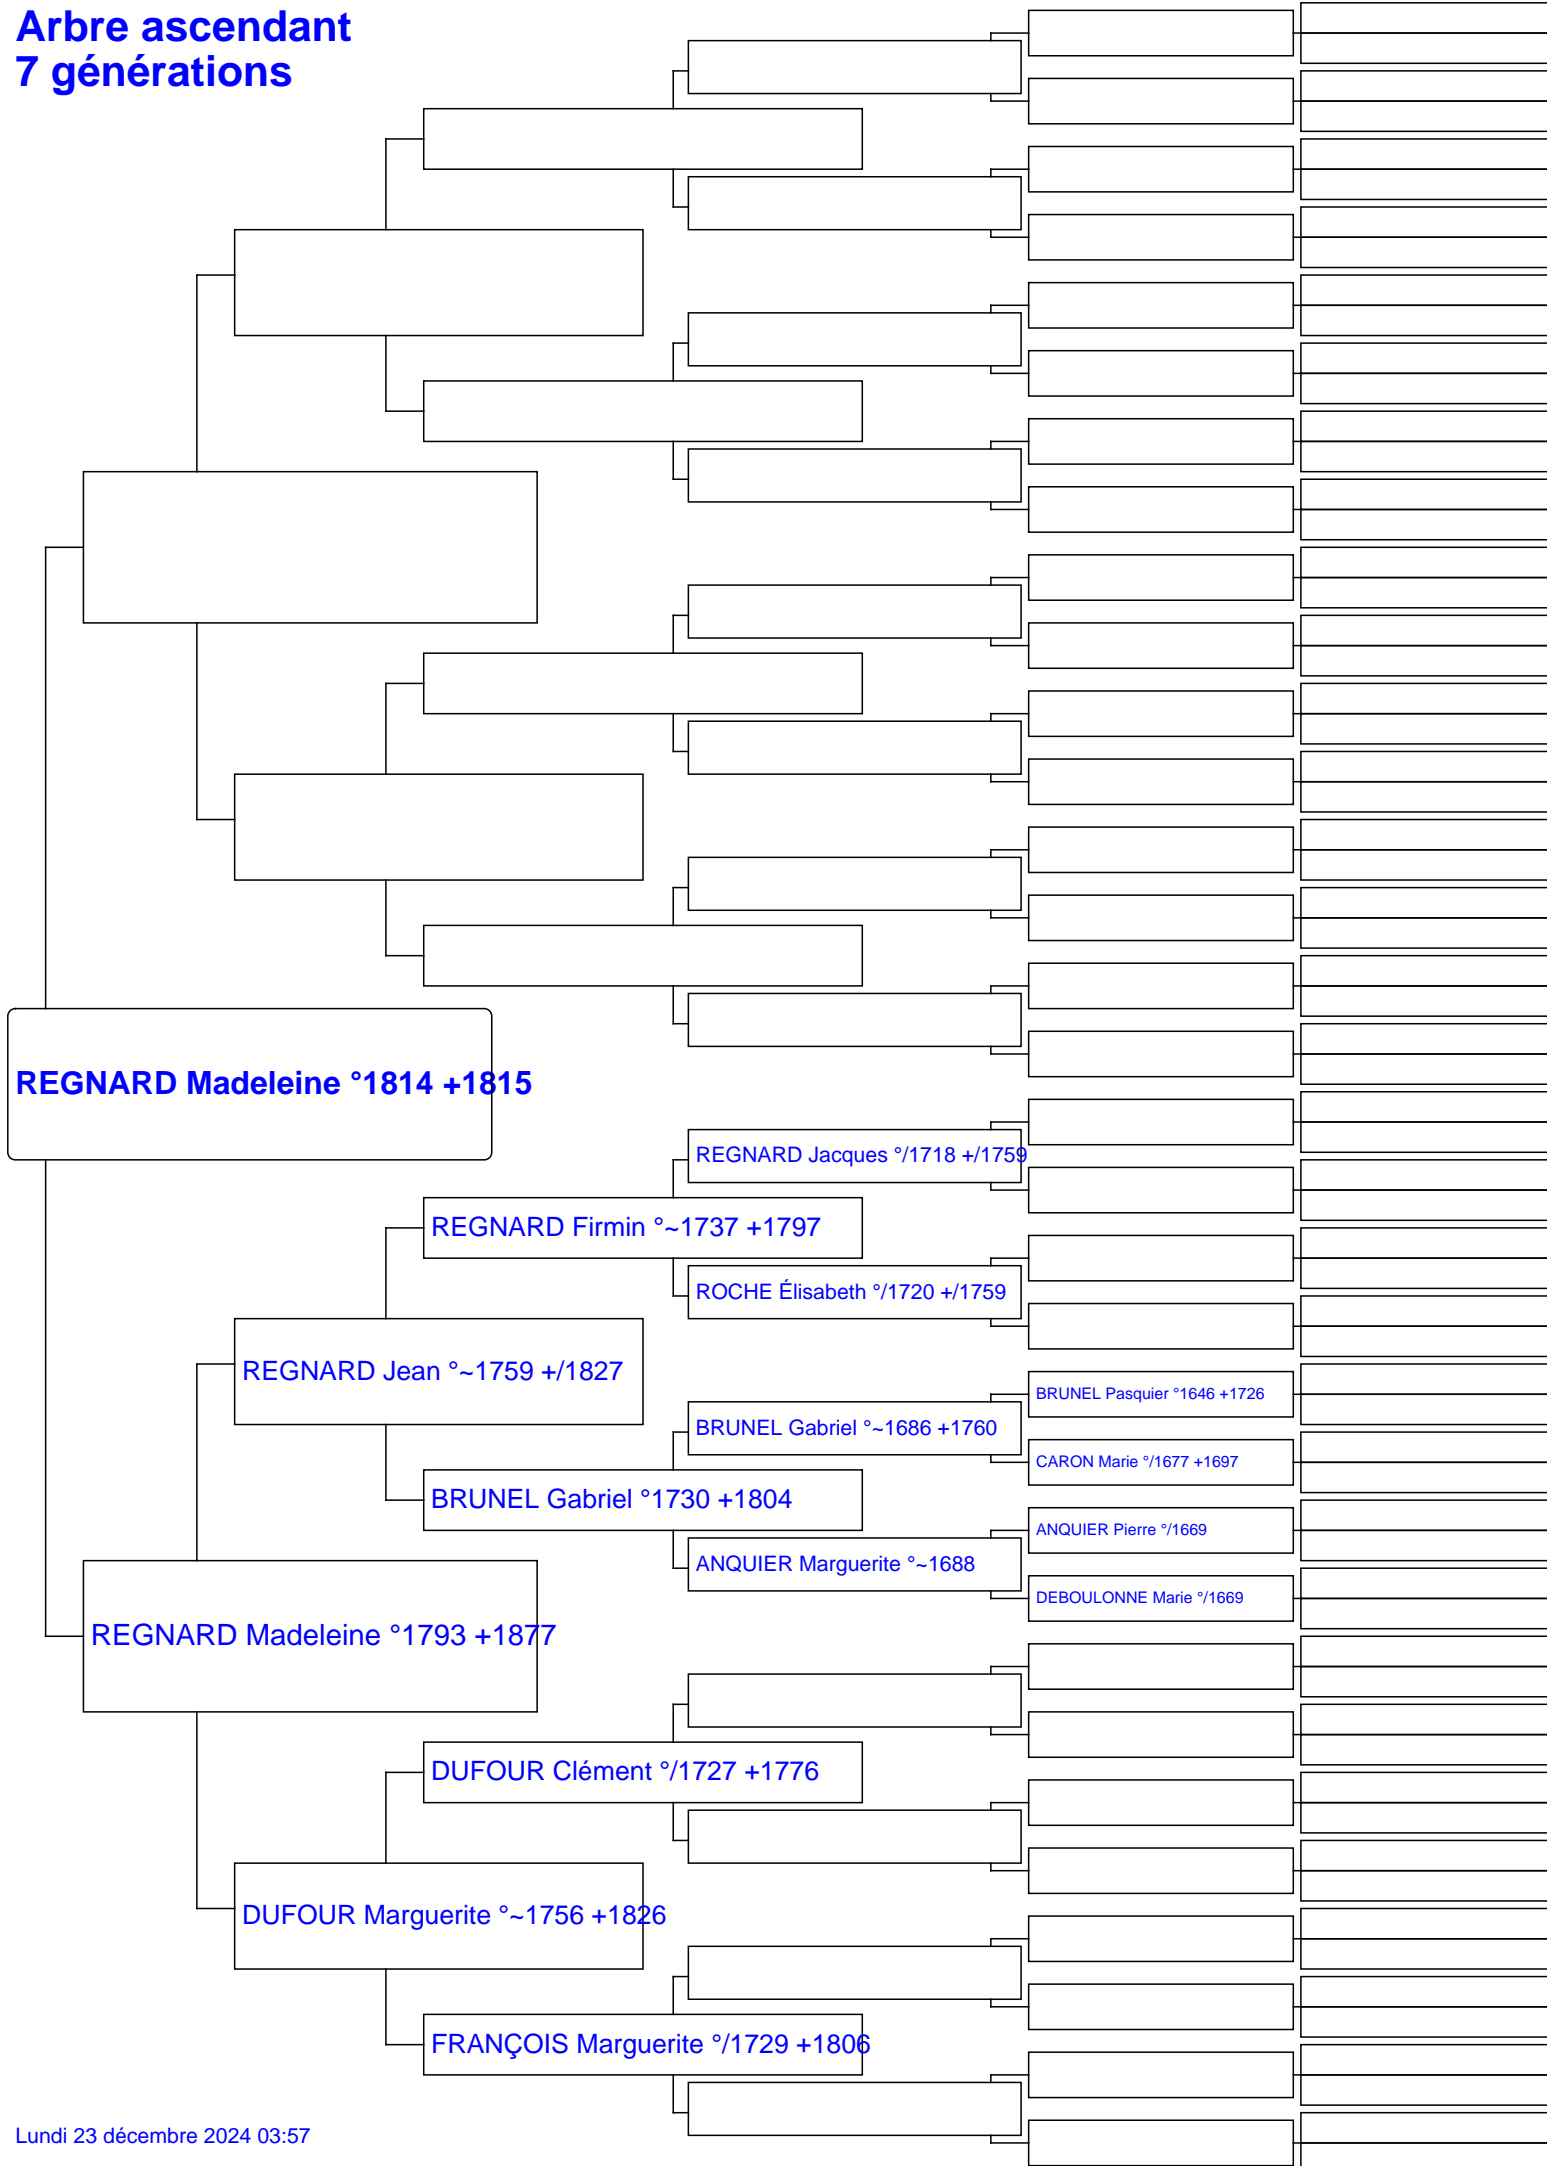 Arbre ascendant
7 générations
REGNARD Madeleine °1814 +1815
REGNARD Jacques °/1718 +/1759
REGNARD Firmin °~1737 +1797
ROCHE Élisabeth °/1720 +/1759
REGNARD Jean °~1759 +/1827
BRUNEL Pasquier °1646 +1726
BRUNEL Gabriel °~1686 +1760
CARON Marie °/1677 +1697
BRUNEL Gabriel °1730 +1804
ANQUIER Pierre °/1669
ANQUIER Marguerite °~1688
DEBOULONNE Marie °/1669
REGNARD Madeleine °1793 +1877
DUFOUR Clément °/1727 +1776
DUFOUR Marguerite °~1756 +1826
FRANÇOIS Marguerite °/1729 +1806
Lundi 23 décembre 2024 03:57